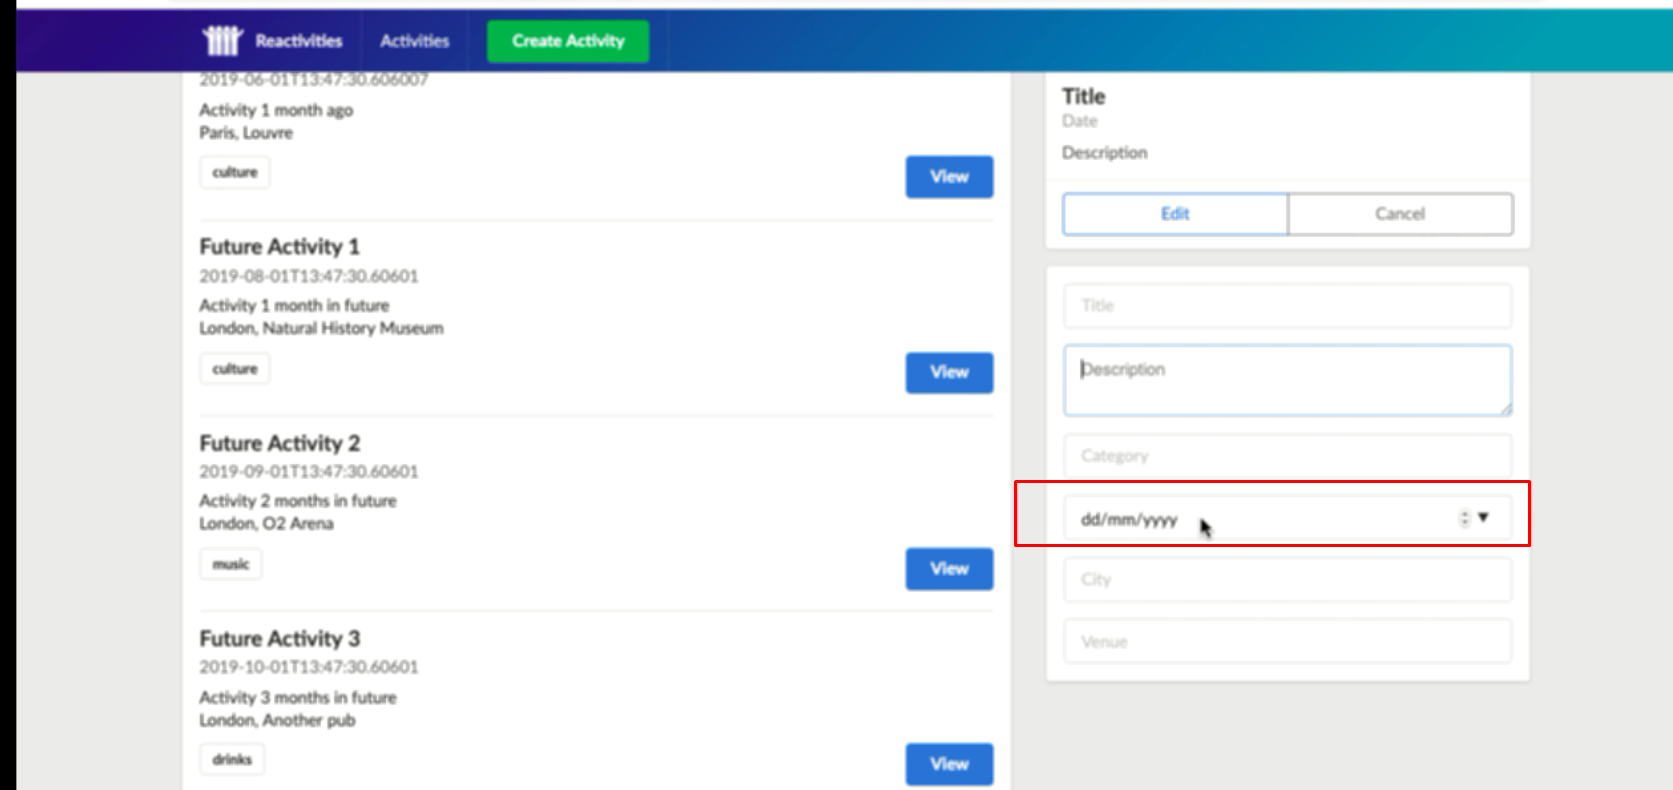 Reactivities
Activities
Create Activity
2019-06-01T13:47:30.606007
Activity 1 month ago
Paris, Louvre
culture
View
Future Activity 1
2019-08-01T13:47:30.60601
Activity 1 month in future
London, Natural History Museum
culture
View
Future Activity 2
2019-09-01T13:47:30.60601
Activity 2 months in future
London, O2 Arena
music
View
Future Activity 3
2019-10-01T13:47:30.60601
Activity 3 months in future
London, Another pub
drinks
View
Title
Date
Description
Edit
Cancel
Title
Description
Category
dd/mm/yyyy
City
Venue